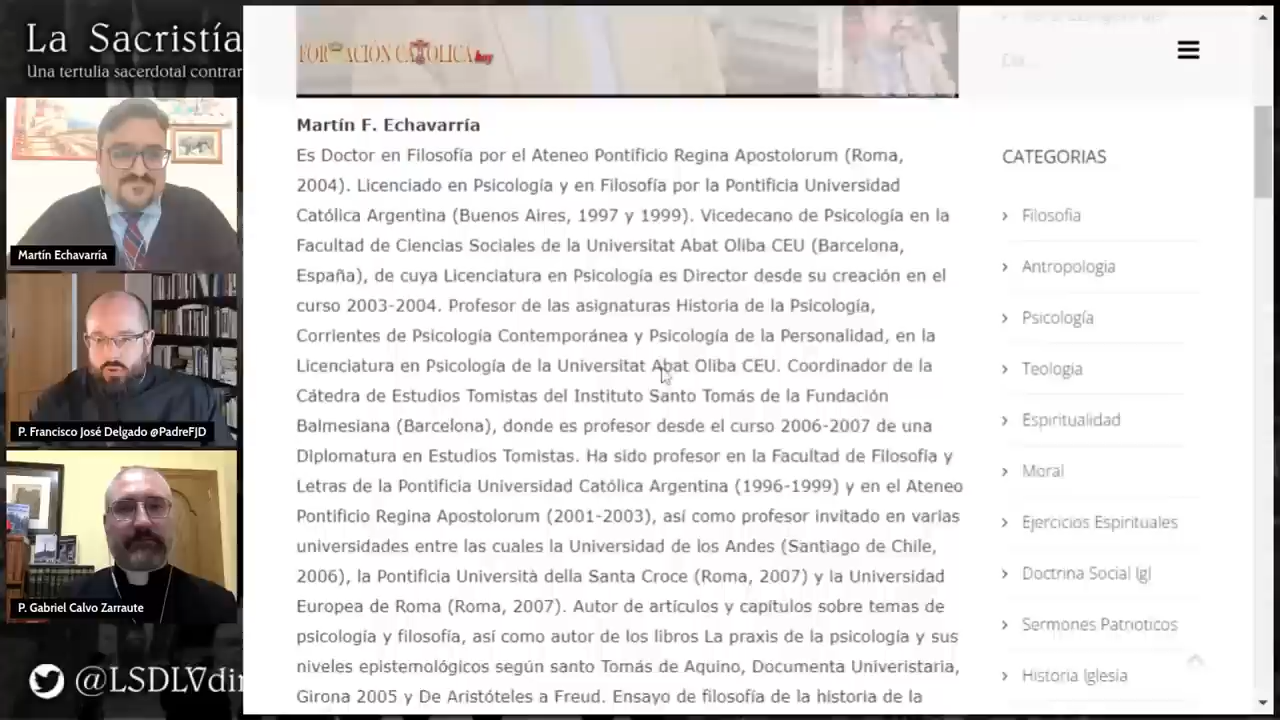 La Sacristía
Una tertulia sacerdotal contrar
Martín Echavarría
P. Francisco José Delgado @PadreFJD
P. Gabriel Calvo Zarraute
@LSDLVdir
FORMACIÓN CATOLICA hoy
Martín F. Echavarría
Es Doctor en Filosofía por el Ateneo Pontificio Regina Apostolorum (Roma,
2004). Licenciado en Psicología y en Filosofía por la Pontificia Universidad
Católica Argentina (Buenos Aires, 1997 y 1999). Vicedecano de Psicología en la
Facultad de Ciencias Sociales de la Universitat Abat Oliba CEU (Barcelona,
España), de cuya Licenciatura en Psicología es Director desde su creación en el
curso 2003-2004. Profesor de las asignaturas Historia de la Psicología,
Corrientes de Psicología Contemporánea y Psicología de la Personalidad, en la
Licenciatura en Psicología de la Universitat Abat Oliba CEU. Coordinador de la
Cátedra de Estudios Tomistas del Instituto Santo Tomás de la Fundación
Balmesiana (Barcelona), donde es profesor desde el curso 2006-2007 de una
Diplomatura en Estudios Tomistas. Ha sido profesor en la Facultad de Filosofía y
Letras de la Pontificia Universidad Católica Argentina (1996-1999) y en el Ateneo
Pontificio Regina Apostolorum (2001-2003), así como profesor invitado en varias
universidades entre las cuales la Universidad de los Andes (Santiago de Chile,
2006), la Pontificia Università della Santa Croce (Roma, 2007) y la Universidad
Europea de Roma (Roma, 2007). Autor de artículos y capítulos sobre temas de
psicología y filosofía, así como autor de los libros La praxis de la psicología y sus
niveles epistemológicos según santo Tomás de Aquino, Documenta Univeristaria,
Girona 2005 y De Aristóteles a Freud. Ensayo de filosofía de la historia de la
CATEGORIAS
Filosofia
Antropologia
Psicología
Teologia
Espiritualidad
Moral
Ejercicios Espirituales
Doctrina Social Igl
Sermones Patrioticos
Historia Iglesia